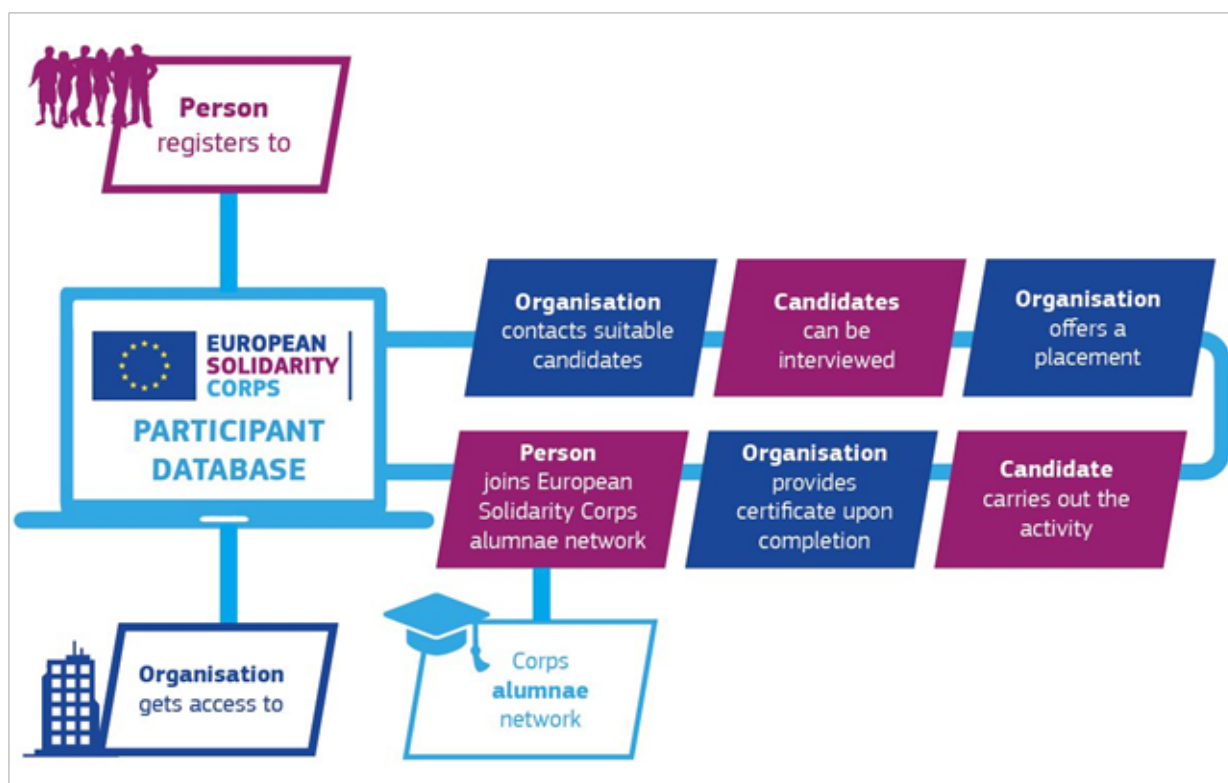 Person
registers to
EUROPEAN
SOLIDARITY
CORPS
PARTICIPANT
DATABASE
Organisation
gets access to
Organisation
contacts suitable
candidates
Candidates
can be
interviewed
Organisation
offers a
placement
Candidate
carries out the
activity
Organisation
provides
certificate upon
completion
Person
joins European
Solidarity Corps
alumnae network
Corps
alumnae
network